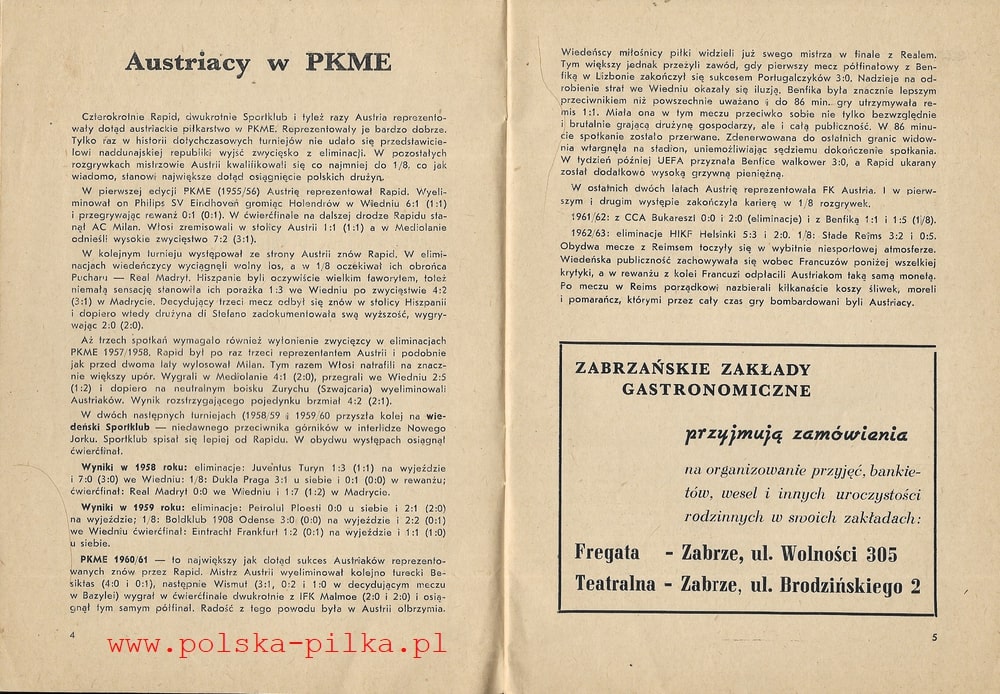 Austriacy w PKME
Czterokrotnie Rapid, dwukrotnie Sportklub i tyleż razy Austria reprezento-
wały dotąd austriackie piłkarstwo w PKME. Reprezentowały je bardzo dobrze.
Tylko raz w historii dotychczasowych turniejów nie udało się przedstawicie-
lowi naddunajskiej republiki wyjść zwycięsko z eliminacji. W pozostałych
rozgrywkach mistrzowie Austrii kwalifikowali się co najmniej do 1/8, co jak
wiadomo, stanowi największe dotąd osiągnięcie polskich drużyn.
W pierwszej edycji PKME (1955/56) Austrię reprezentował Rapid. Wyeli-
minował on Philips SV Eindhoven gromiąc Holendrów w Wiedniu 6:1 (1:1)
i przegrywając rewanż 0:1 (0:1). W ćwierćfinale na dalszej drodze Rapidu sta-
nął AC Milan. Włosi zremisowali w stolicy Austrii 1:1 (1:1) a w Mediolanie
odnieśli wysokie zwycięstwo 7:2 (3:1).
W kolejnym turnieju występował ze strony Austrii znów Rapid. W elimi-
nacjach wiedeńczycy wyciągnęli wolny los, a w 1/8 oczekiwał ich obrońca
Pucharu — Real Madryt. Hiszpanie byli oczywiście wielkim faworytem, toteż
niemałą sensację stanowiła ich porażka 1:3 we Wiedniu po zwycięstwie 4:2
(3:1) w Madrycie. Decydujący trzeci mecz odbył się znów w stolicy Hiszpanii
i dopiero wtedy drużyna di Stefano zadokumentowała swą wyższość, wygry-
wając 2:0 (2:0).
Aż trzech spotkań wymagało również wyłonienie zwycięzcy w eliminacjach
PKME 1957/1958. Rapid był po raz trzeci reprezentantem Austrii i podobnie
jak przed dwoma laty wylosował Milan. Tym razem Włosi natrafili na znacz-
nie większy upór. Wygrali w Mediolanie 4:1 (2:0), przegrali we Wiedniu 2:5
(1:2) i dopiero na neutralnym boisku Zurychu (Szwajcaria) wyeliminowali
Austriaków. Wynik rozstrzygającego pojedynku brzmiał 4:2 (2:1).
W dwóch następnych turniejach (1958/59 i 1959/60 przyszła kolej na wie-
deński Sportklub — niedawnego przeciwnika górników w interlidze Nowego
Jorku. Sportklub spisał się lepiej od Rapidu. W obydwu występach osiągnął
ćwierćfinał.
Wyniki w 1958 roku: eliminacje: Juventus Turyn 1:3 (1:1) na wyjeździe
i 7:0 (3:0) we Wiedniu: 1/8: Dukla Praga 3:1 u siebie i 0:1 (0:0) w rewanżu;
ćwierćfinał: Real Madryt 0:0 we Wiedniu i 1:7 (1:2) w Madrycie.
Wyniki w 1959 roku: eliminacje: Petrolul Ploesti 0:0 u siebie i 2:1 (2:0)
na wyjeździe; 1/8: Boldklub 1908 Odense 3:0 (0:0) na wyjeździe i 2:2 (0:1)
we Wiedniu ćwierćfinał: Eintracht Frankfurt 1:2 (0:1) na wyjeździe i 1:1 (1:0)
u siebie.
PKME 1960/61 — to największy jak dotąd sukces Austriaków reprezento-
wanych znów przez Rapid. Mistrz Austrii wyeliminował kolejno turecki Be-
siktas (4:0 i 0:1), następnie Wismut (3:1, 0:2 i 1:0 w decydującym meczu
w Bazylei) wygrał w ćwierćfinale dwukrotnie z IFK Malmoe (2:0 i 2:0) i osią-
gnął tym samym półfinał. Radość z tego powodu była w Austrii olbrzymia.
4
www.polska-pilka.pl
Wiedeńscy miłośnicy piłki widzieli już swego mistrza w finale z Realem.
Tym większy jednak przeżyli zawód, gdy pierwszy mecz półfinałowy z Ben-
fiką w Lizbonie zakończył się sukcesem Portugalczyków 3:0. Nadzieje na od-
robienie strat we Wiedniu okazały się iluzją. Benfika była znacznie lepszym
przeciwnikiem niż powszechnie uważano i do 86 min. gry utrzymywała re-
mis 1:1. Miała ona w tym meczu przeciwko sobie nie tylko bezwzględnie
i brutalnie grającą drużynę gospodarzy, ale i całą publiczność. W 86 minu-
cie spotkanie zostało przerwane. Zdenerwowana do ostatnich granic widow-
nia wtargnęła na stadion, uniemożliwiając sędziemu dokończenie spotkania.
W tydzień później UEFA przyznała Benfice walkower 3:0, a Rapid ukarany
został dodatkowo wysoką grzywną pieniężną.
W ostatnich dwóch latach Austrię reprezentowała FK Austria. I w pierw-
szym i drugim występie zakończyła karierę w 1/8 rozgrywek.
1961/62: z CCA Bukareszt 0:0 i 2:0 (eliminacje) i z Benfiką 1:1 i 1:5 (1/8).
1962/63: eliminacje HIKF Helsinki 5:3 i 2:0. 1/8: Stade Reims 3:2 i 0:5.
Obydwa mecze z Reimsem toczyły się w wybitnie niesportowej atmosferze.
Wiedeńska publiczność zachowywała się wobec Francuzów poniżej wszelkiej
krytyki, a w rewanżu z kolei Francuzi odpłacili Austriakom taką samą monetą.
Po meczu w Reims porządkowi nazbierali kilkanaście koszy śliwek, moreli
i pomarańcz, którymi przez cały czas gry bombardowani byli Austriacy.
ZABRZAŃSKIE ZAKŁADY
GASTRONOMICZNE
przyjmują zamówienia
na organizowanie przyjęć, bankie-
tów, wesel i innych uroczystości
rodzinnych w swoich zakładach:
Fregata - Zabrze, ul. Wolności 305
Teatralna - Zabrze, ul. Brodzińskiego 2
5